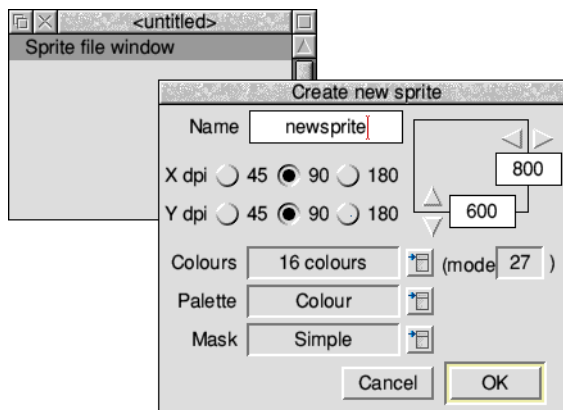 <untitled>
Sprite file window
Create new sprite
Name newsprite
X dpi 45 90 180
800
Y dpi 45 90 180
600
Colours 16 colours (mode 27 )
Palette Colour
Mask Simple
Cancel OK